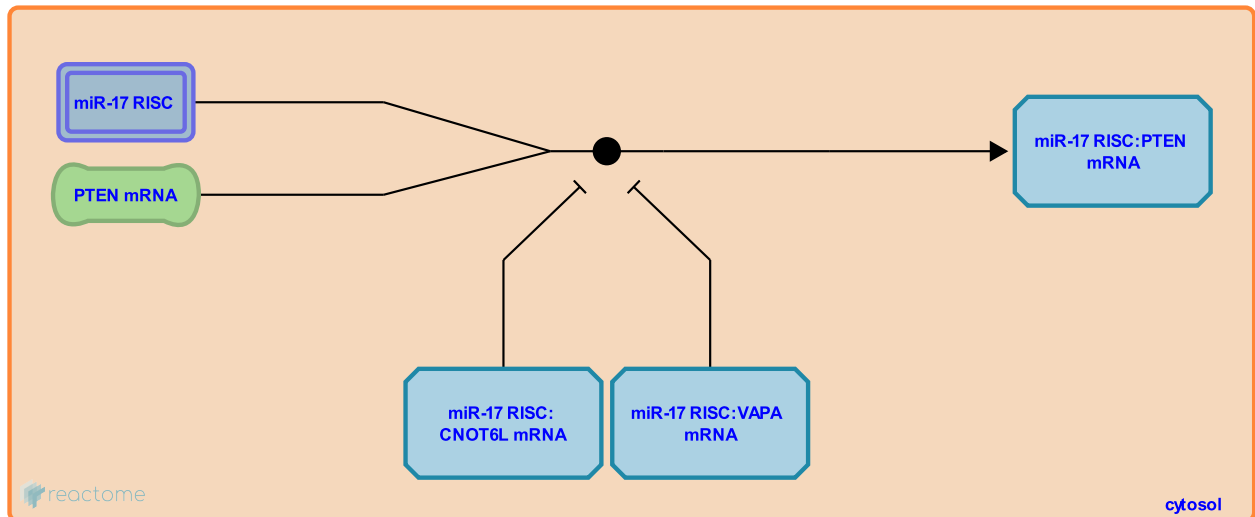 miR-17 RISC
PTEN mRNA
miR-17 RISC:PTEN
mRNA
miR-17 RISC:
CNOT6L mRNA
miR-17 RISC:VAPA
mRNA
reactome
cytosol